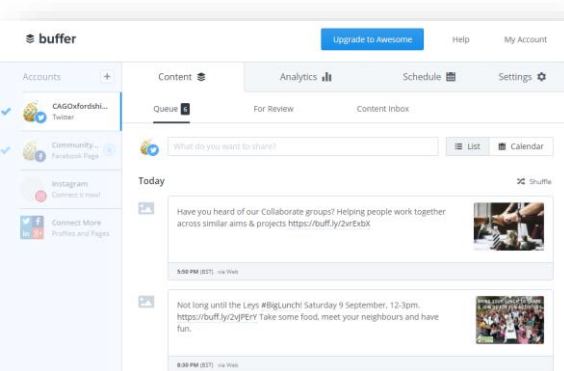 buffer
Upgrade to Awesome
Help
My Account
Accounts +
Content
Analytics
Schedule
Settings
CAGOxfordshi...
Twitter
Queue 6
For Review
Content Inbox
Community...
Facebook Page
What do you want to share?
List
Calendar
Today
Shuffle
Instagram
Connect it now!
Have you heard of our Collaborate groups? Helping people work together
across similar aims & projects https://buff.ly/2vrExbX
Connect More
Profiles and Pages
5:50 PM (BST) via Web
Not long until the Leys #BigLunch! Saturday 9 September, 12-3pm.
https://buff.ly/2vJPErY Take some food, meet your neighbours and have
fun.
8:30 PM (BST) via Web